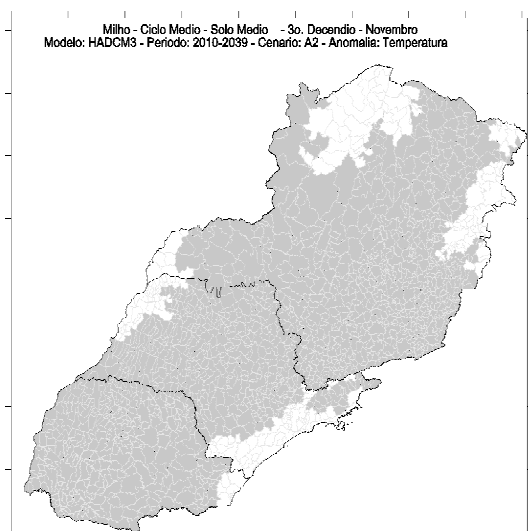 Milho - Ciclo Medio - Solo Medio - 3o. Decendio - Novembro
Modelo: HADCM3 - Periodo: 2010-2039 - Cenario: A2 - Anomalia: Temperatura